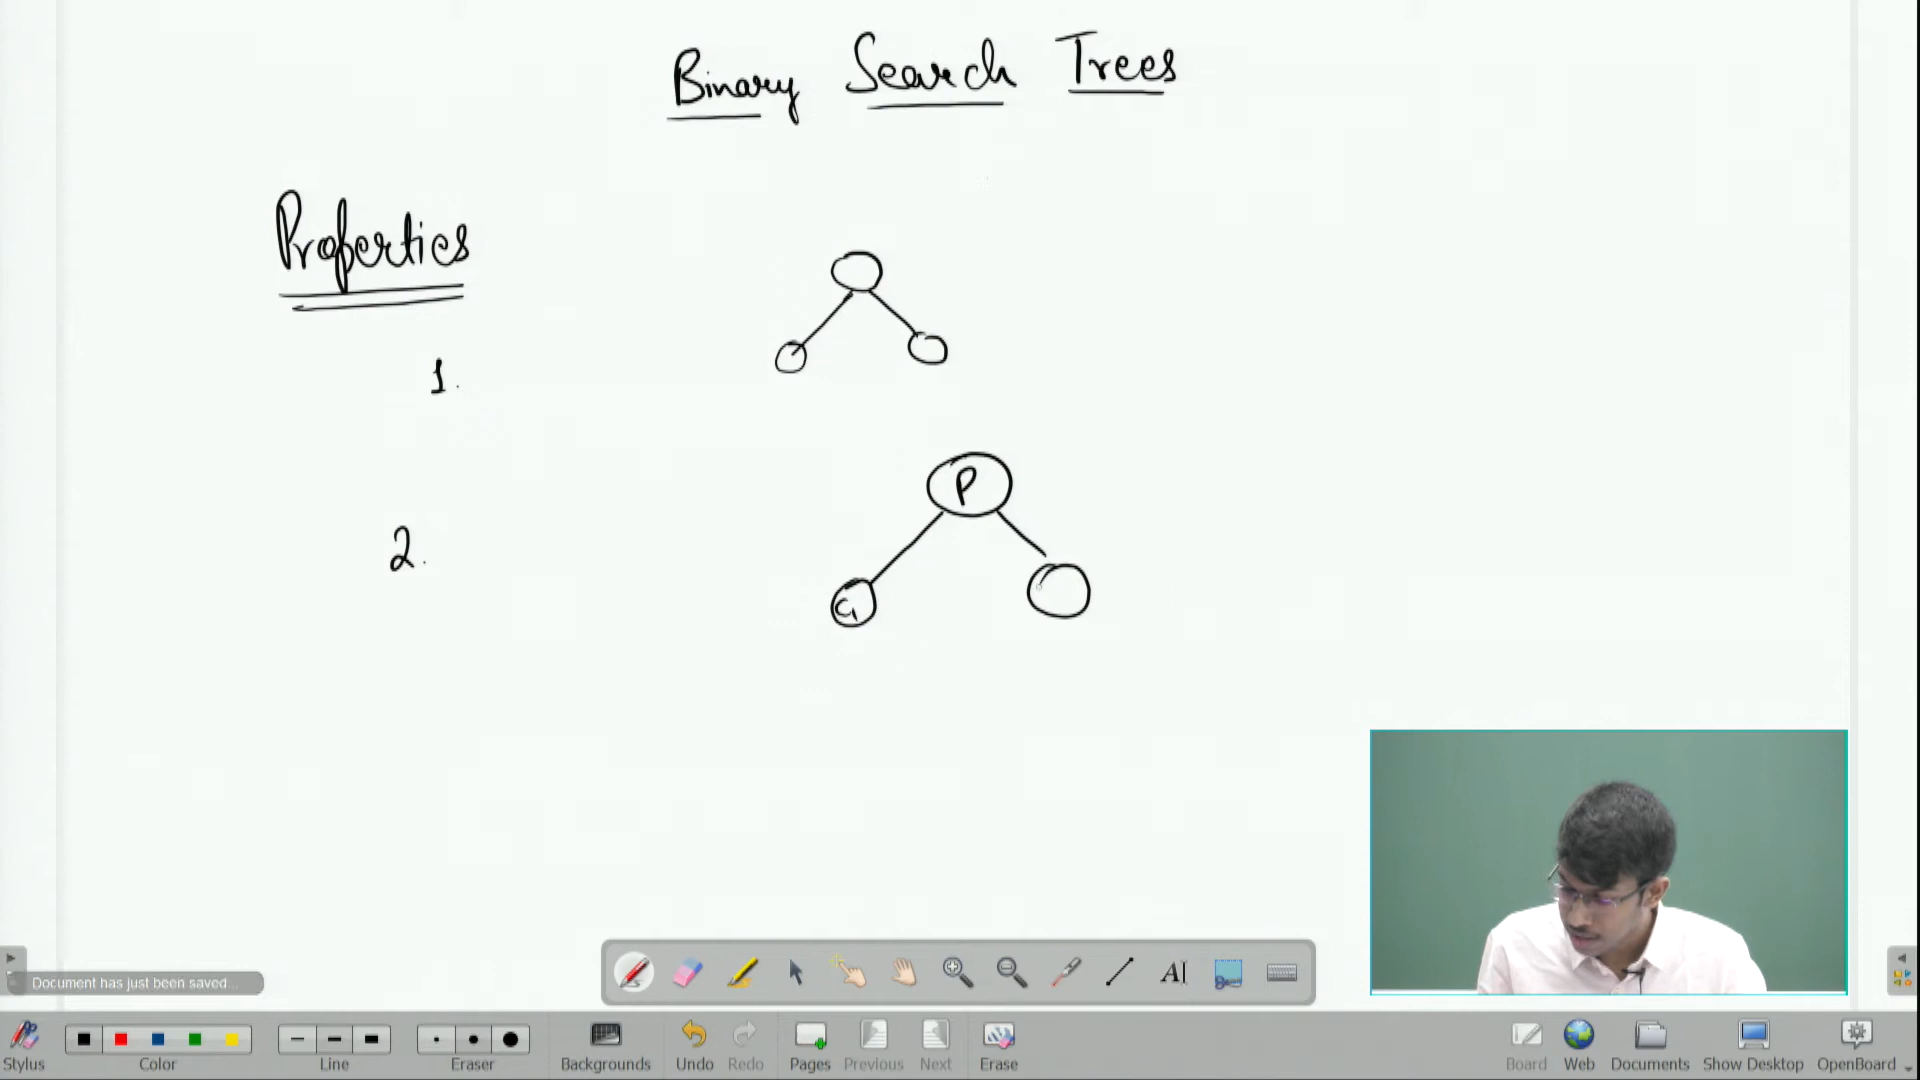 Binary Search Trees
Properties
1.
P
2.
C1
Document has just been saved...
A
Stylus
Color
Line
Eraser
Backgrounds
Undo
Redo
Pages
Previous
Next
Erase
Board
Web
Documents
Show Desktop
OpenBoard